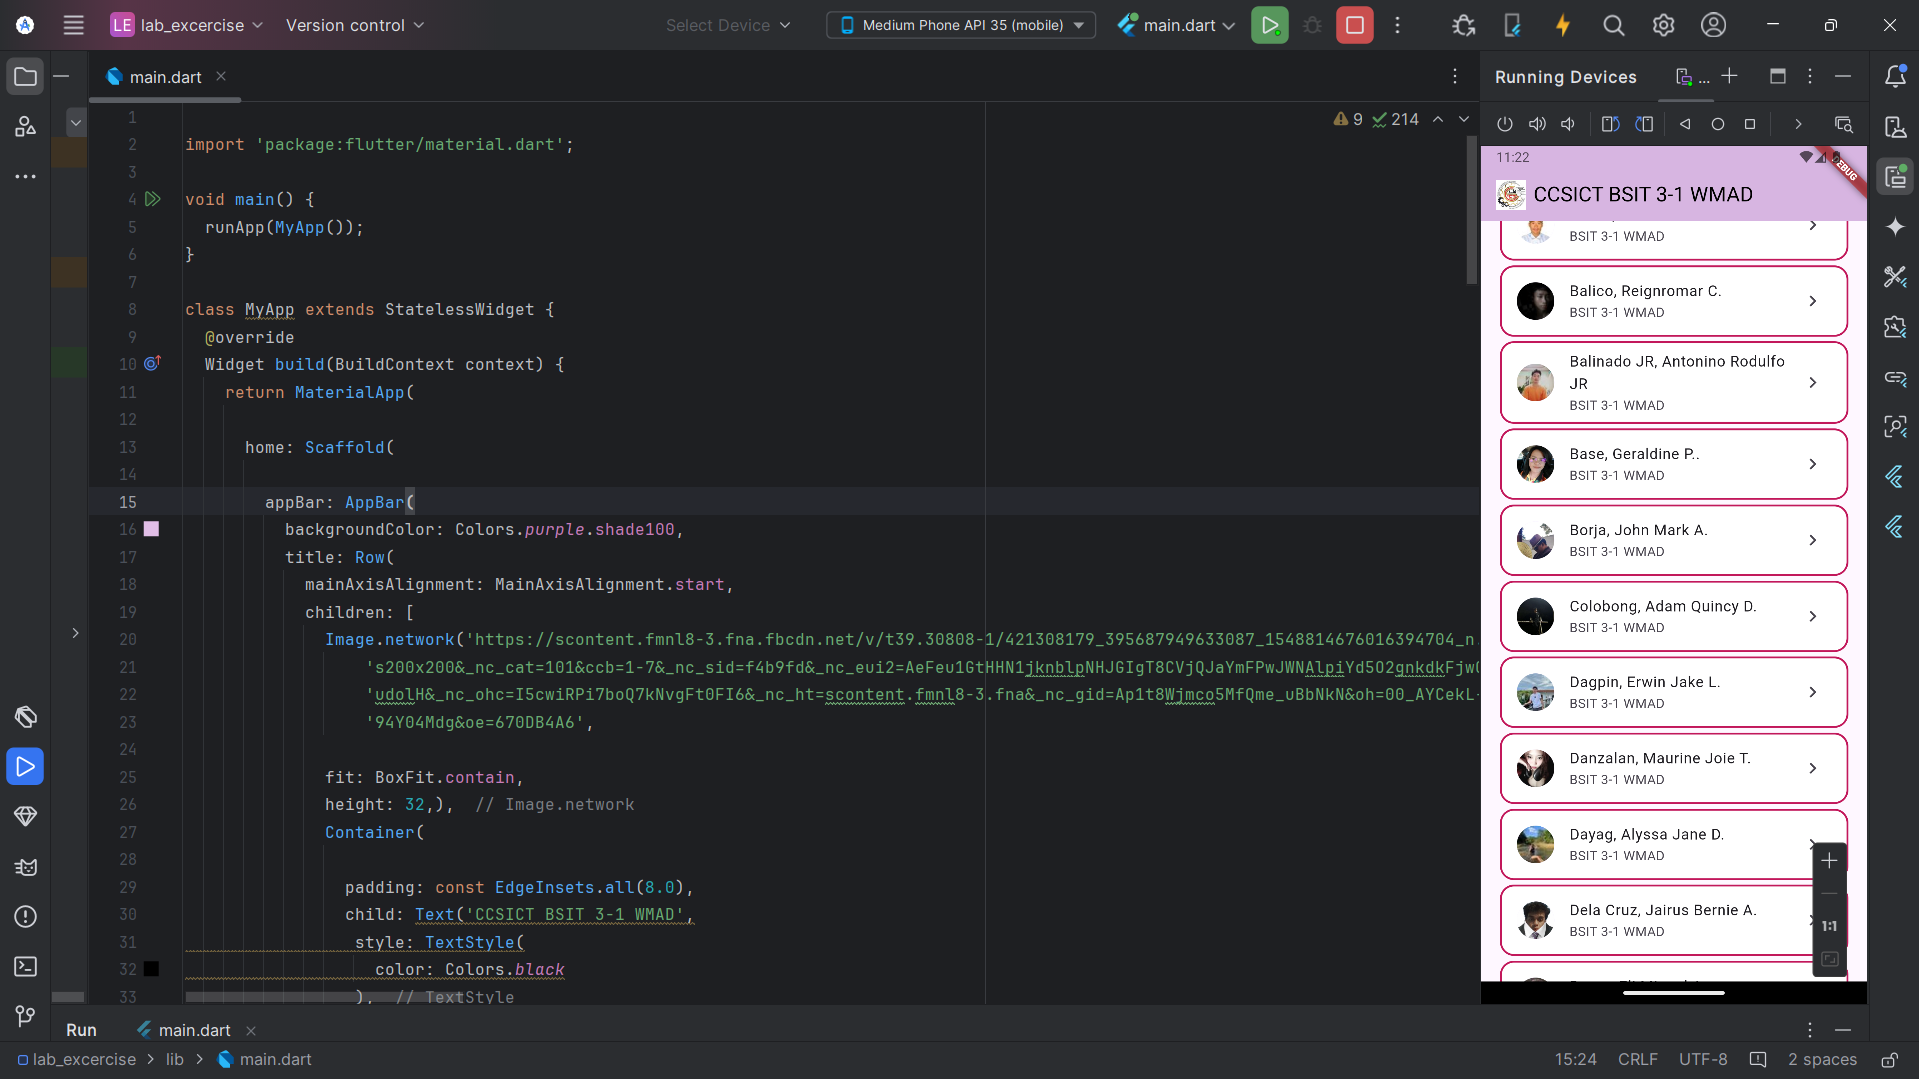 LE lab_excercise Version control Select Device Medium Phone API 35 (mobile) main.dart
main.dart
1
2 import 'package:flutter/material.dart';
3
4 void main() {
5 runApp(MyApp());
6 }
7
8 class MyApp extends StatelessWidget {
9 @override
10 Widget build(BuildContext context) {
11 return MaterialApp(
12
13 home: Scaffold(
14
15 appBar: AppBar(
16 backgroundColor: Colors.purple.shade100,
17 title: Row(
18 mainAxisAlignment: MainAxisAlignment.start,
19 children: [
20 Image.network('https://scontent.fmnl8-3.fna.fbcdn.net/v/t39.30808-1/421308179_395687949633087_1548814676016394704_n.
21 's200x200&_nc_cat=101&ccb=1-7&_nc_sid=f4b9fd&_nc_eui2=AeFeu1GtHHN1jknblpNHJGIgT8CVjQJaYmFPwJWNAlpiYd5O2gnkdkFjw
22 'udolH&_nc_ohc=I5cwiRPi7boQ7kNvgFt0FI6&_nc_ht=scontent.fmnl8-3.fna&_nc_gid=Ap1t8Wjmco5MfQme_uBbNkN&oh=00_AYCekL
23 '94Y04Mdg&oe=670DB4A6',
24
25 fit: BoxFit.contain,
26 height: 32,), // Image.network
27 Container(
28
29 padding: const EdgeInsets.all(8.0),
30 child: Text('CCSICT BSIT 3-1 WMAD',
31 style: TextStyle(
32 color: Colors.black
33 ), // TextStyle
9 214
Running Devices ...
11:22
DEBUG
CCSICT BSIT 3-1 WMAD
BSIT 3-1 WMAD
Balico, Reignromar C.
BSIT 3-1 WMAD
Balinado JR, Antonino Rodulfo
JR
BSIT 3-1 WMAD
Base, Geraldine P..
BSIT 3-1 WMAD
Borja, John Mark A.
BSIT 3-1 WMAD
Colobong, Adam Quincy D.
BSIT 3-1 WMAD
Dagpin, Erwin Jake L.
BSIT 3-1 WMAD
Danzalan, Maurine Joie T.
BSIT 3-1 WMAD
Dayag, Alyssa Jane D.
BSIT 3-1 WMAD
Dela Cruz, Jairus Bernie A.
BSIT 3-1 WMAD
1:1
Run main.dart
lab_excercise > lib > main.dart
15:24 CRLF UTF-8 2 spaces